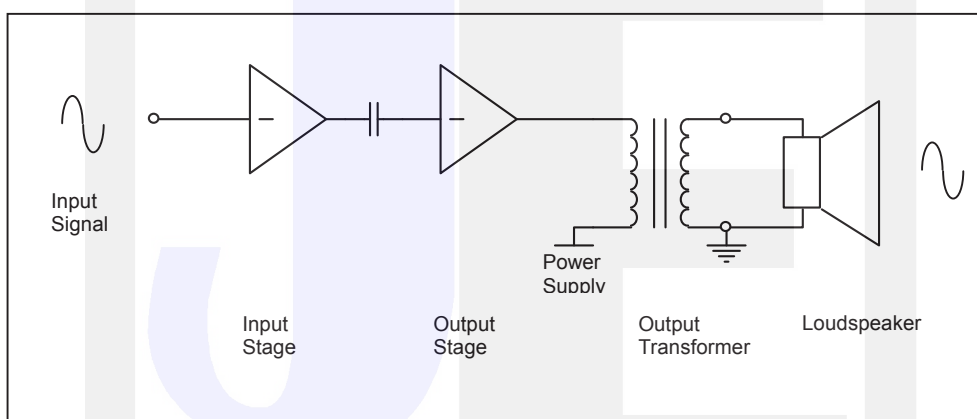 Input
Signal
Power
Supply
Input
Stage
Output
Stage
Output
Transformer
Loudspeaker